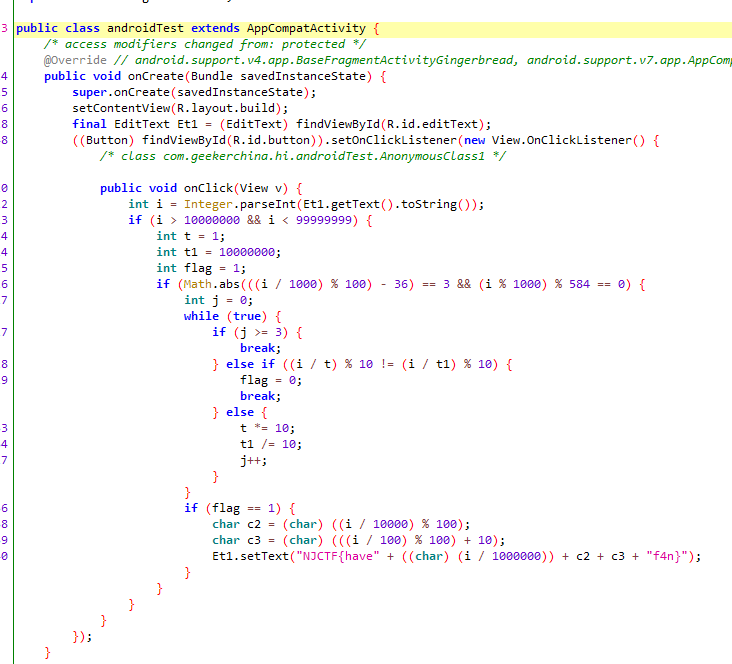 3 public class androidTest extends AppCompatActivity {
/* access modifiers changed from: protected */
@Override // android.support.v4.app.BaseFragmentActivityGingerbread, android.support.v7.app.AppComp
4 public void onCreate(Bundle savedInstanceState) {
5 super.onCreate(savedInstanceState);
6 setContentView(R.layout.build);
8 final EditText Et1 = (EditText) findViewById(R.id.editText);
8 ((Button) findViewById(R.id.button)).setOnClickListener(new View.OnClickListener() {
/* class com.geekerchina.hi.androidTest.AnonymousClass1 */
0 public void onClick(View v) {
2 int i = Integer.parseInt(Et1.getText().toString());
3 if (i > 10000000 && i < 99999999) {
4 int t = 1;
4 int t1 = 10000000;
5 int flag = 1;
6 if (Math.abs(((i / 1000) % 100) - 36) == 3 && (i % 1000) % 584 == 0) {
7 int j = 0;
while (true) {
7 if (j >= 3) {
break;
8 } else if ((i / t) % 10 != (i / t1) % 10) {
9 flag = 0;
break;
} else {
3 t *= 10;
4 t1 /= 10;
7 j++;
}
}
6 if (flag == 1) {
8 char c2 = (char) ((i / 10000) % 100);
9 char c3 = (char) (((i / 100) % 100) + 10);
0 Et1.setText("NJCTF{have" + ((char) (i / 1000000)) + c2 + c3 + "f4n}");
}
}
}
}
});
}